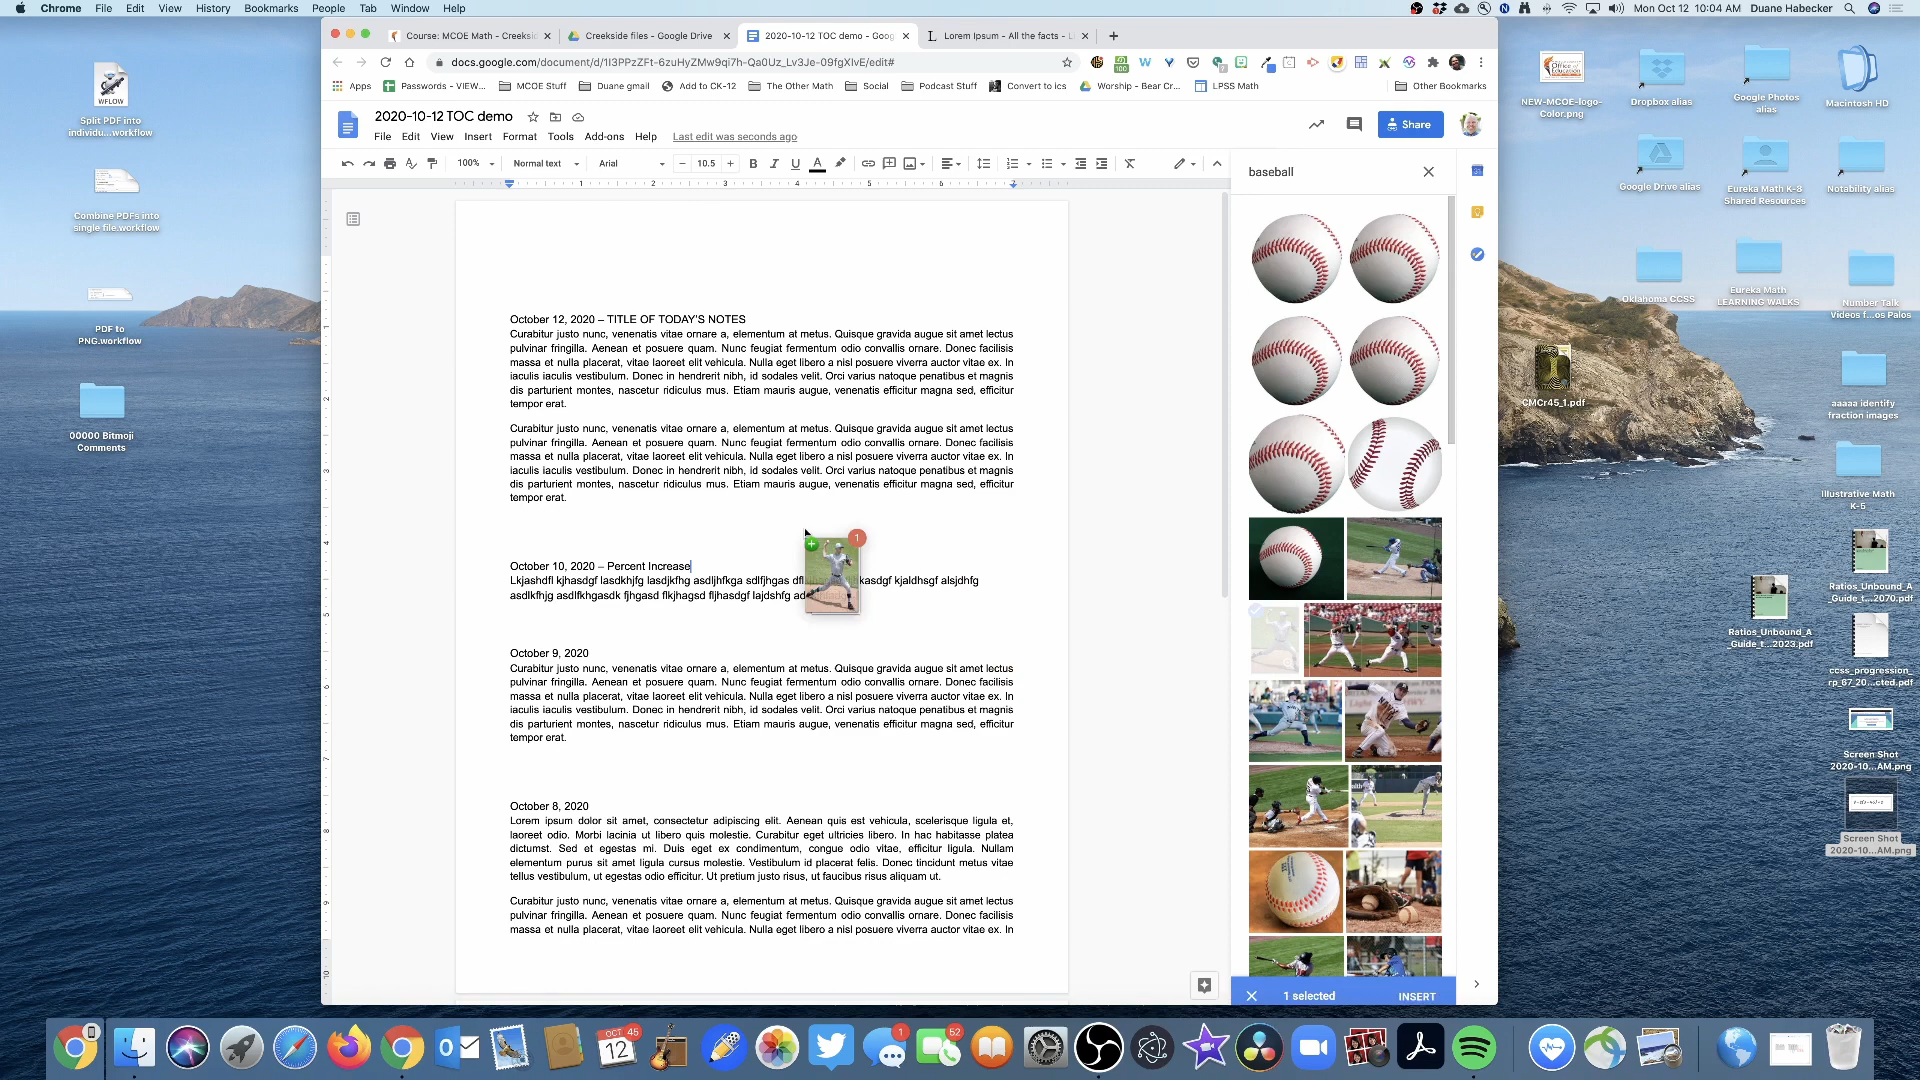 Chrome File Edit View History Bookmarks People Tab Window Help
Mon Oct 12 10:04 AM Duane Habecker
Course: MCOE Math - Creeksic
Creekside files - Google Drive
2020-10-12 TOC demo - Goog
Lorem Ipsum - All the facts - Li
docs.google.com/document/d/1I3PPzZFt-6zuHyZMw9qi7h-Qa0Uz_Lv3Je-09fgXIvE/edit#
100
Apps Passwords - VIEW... MCOE Stuff Duane gmail Add to CK-12 The Other Math Social Podcast Stuff Convert to ics Worship - Bear Cr... LPSS Math Other Bookmarks
2020-10-12 TOC demo
File Edit View Insert Format Tools Add-ons Help Last edit was seconds ago
Share
100% Normal text Arial 10.5
1 2 3 4 5 6 7
baseball
October 12, 2020 – TITLE OF TODAY'S NOTES
Curabitur justo nunc, venenatis vitae ornare a, elementum at metus. Quisque gravida augue sit amet lectus
pulvinar fringilla. Aenean et posuere quam. Nunc feugiat fermentum odio convallis ornare. Donec facilisis
massa et nulla placerat, vitae laoreet elit vehicula. Nulla eget libero a nisl posuere viverra auctor vitae ex. In
iaculis iaculis vestibulum. Donec in hendrerit nibh, id sodales velit. Orci varius natoque penatibus et magnis
dis parturient montes, nascetur ridiculus mus. Etiam mauris augue, venenatis efficitur magna sed, efficitur
tempor erat.
Curabitur justo nunc, venenatis vitae ornare a, elementum at metus. Quisque gravida augue sit amet lectus
pulvinar fringilla. Aenean et posuere quam. Nunc feugiat fermentum odio convallis ornare. Donec facilisis
massa et nulla placerat, vitae laoreet elit vehicula. Nulla eget libero a nisl posuere viverra auctor vitae ex. In
iaculis iaculis vestibulum. Donec in hendrerit nibh, id sodales velit. Orci varius natoque penatibus et magnis
dis parturient montes, nascetur ridiculus mus. Etiam mauris augue, venenatis efficitur magna sed, efficitur
tempor erat.
1
October 10, 2020 – Percent Increase
Lkjashdfl kjhasdgf lasdkhjfg lasdjkfhg asdljhfkga sdlfjhgas dfl kasdgf kjaldhsgf alsjdhfg
asdlkfhjg asdlfkhgasdk fjhgasd flkjhagsd fljhasdgf lajdshfg
October 9, 2020
Curabitur justo nunc, venenatis vitae ornare a, elementum at metus. Quisque gravida augue sit amet lectus
pulvinar fringilla. Aenean et posuere quam. Nunc feugiat fermentum odio convallis ornare. Donec facilisis
massa et nulla placerat, vitae laoreet elit vehicula. Nulla eget libero a nisl posuere viverra auctor vitae ex. In
iaculis iaculis vestibulum. Donec in hendrerit nibh, id sodales velit. Orci varius natoque penatibus et magnis
dis parturient montes, nascetur ridiculus mus. Etiam mauris augue, venenatis efficitur magna sed, efficitur
tempor erat.
October 8, 2020
Lorem ipsum dolor sit amet, consectetur adipiscing elit. Aenean quis est vehicula, scelerisque ligula et,
laoreet odio. Morbi lacinia ut libero quis molestie. Curabitur eget ultricies libero. In hac habitasse platea
dictumst. Sed et egestas mi. Duis eget ex condimentum, congue odio vitae, efficitur ligula. Nullam
elementum purus sit amet ligula cursus molestie. Vestibulum id placerat felis. Donec tincidunt metus vitae
tellus vestibulum, ut egestas odio efficitur. Ut pretium justo risus, ut faucibus risus aliquam ut.
Curabitur justo nunc, venenatis vitae ornare a, elementum at metus. Quisque gravida augue sit amet lectus
pulvinar fringilla. Aenean et posuere quam. Nunc feugiat fermentum odio convallis ornare. Donec facilisis
massa et nulla placerat, vitae laoreet elit vehicula. Nulla eget libero a nisl posuere viverra auctor vitae ex. In
1 selected INSERT
WFLOW
Split PDF into
individu...workflow
Combine PDFs into
single file.workflow
PDF to
PNG.workflow
00000 Bitmoji
Comments
NEW-MCOE-logo-
Color.png
Dropbox alias
Google Photos
alias
Macintosh HD
Google Drive alias
Eureka Math K-8
Shared Resources
Notability alias
Oklahoma CCSS
Eureka Math
LEARNING WALKS
Number Talk
Videos f...os Palos
CMCr45_1.pdf
aaaaa identify
fraction images
Illustrative Math
K-5
Ratios_Unbound_A
_Guide_t...2070.pdf
Ratios_Unbound_A
_Guide_t...2023.pdf
ccss_progression_
rp_67_20...cted.pdf
Screen Shot
2020-10...AM.png
Screen Shot
2020-10...AM.png
OCT 45
12
1
52